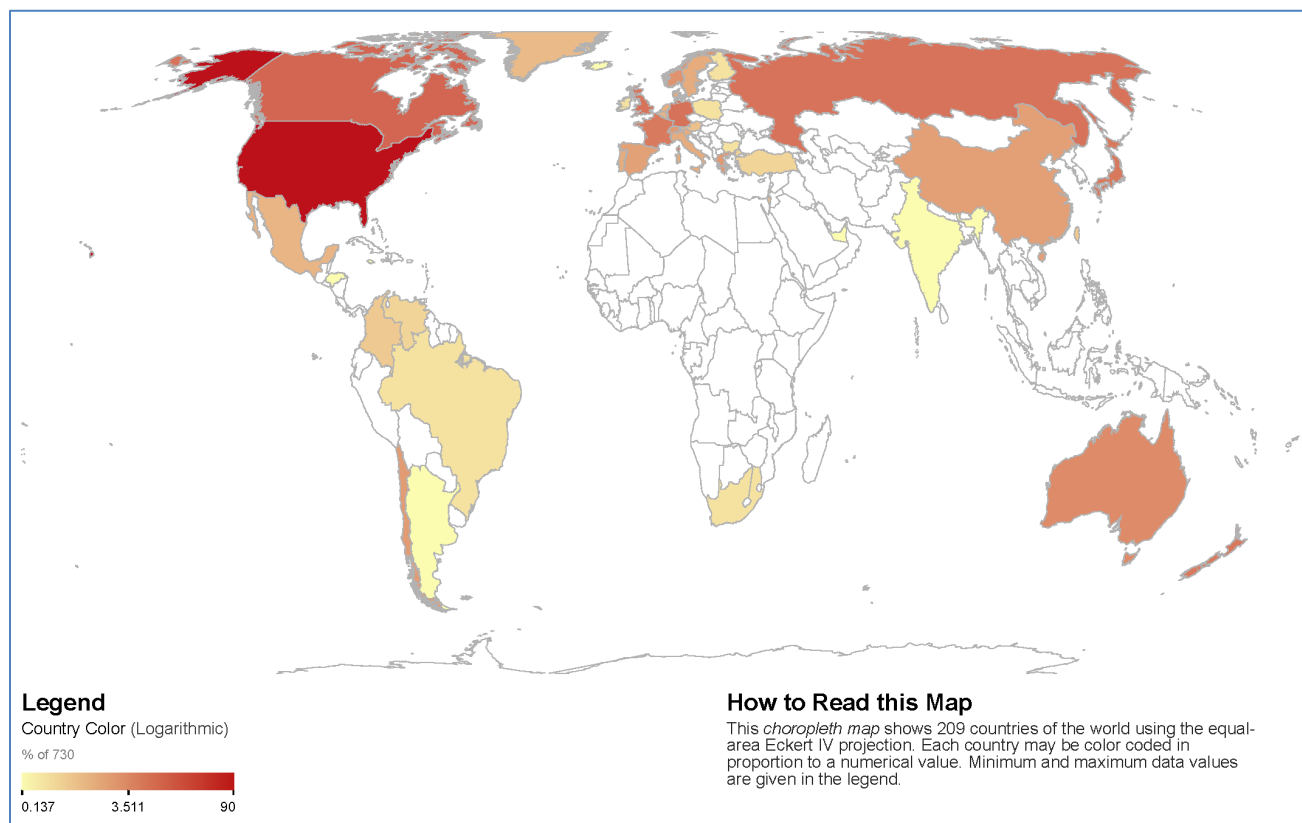 Legend
Country Color (Logarithmic)
% of 730
0.137 3.511 90
How to Read this Map
This choropleth map shows 209 countries of the world using the equal-
area Eckert IV projection. Each country may be color coded in
proportion to a numerical value. Minimum and maximum data values
are given in the legend.